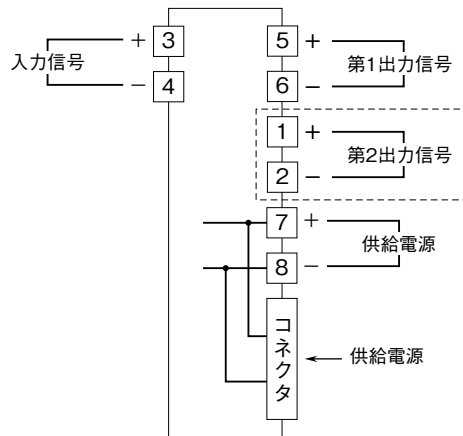 入力信号
+ 3
− 4
5 +
第1出力信号
6 −
1 +
第2出力信号
2 −
7 +
供給電源
8 −
コネクタ
供給電源